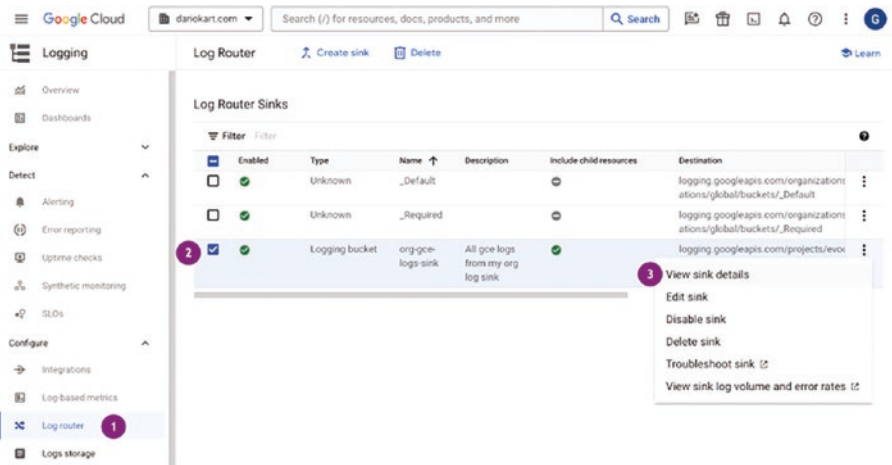 Google Cloud
dariokart.com
Search (/) for resources, docs, products, and more
Search
G
Logging
Log Router
Create sink
Delete
Learn
Overview
Dashboards
Explore
Detect
Alerting
Error reporting
Uptime checks
Synthetic monitoring
SLOs
Configure
Integrations
Log-based metrics
Log router
1
Logs storage
Log Router Sinks
Filter Filter
Enabled Type Name Description Include child resources Destination
Unknown _Default logging.googleapis.com/organizations
ations/global/buckets/_Default
Unknown _Required logging.googleapis.com/organizations
ations/global/buckets/_Required
2 Logging bucket org-gce- All gce logs logging.googleapis.com/projects/evo
logs-sink from my org
log sink
3 View sink details
Edit sink
Disable sink
Delete sink
Troubleshoot sink
View sink log volume and error rates